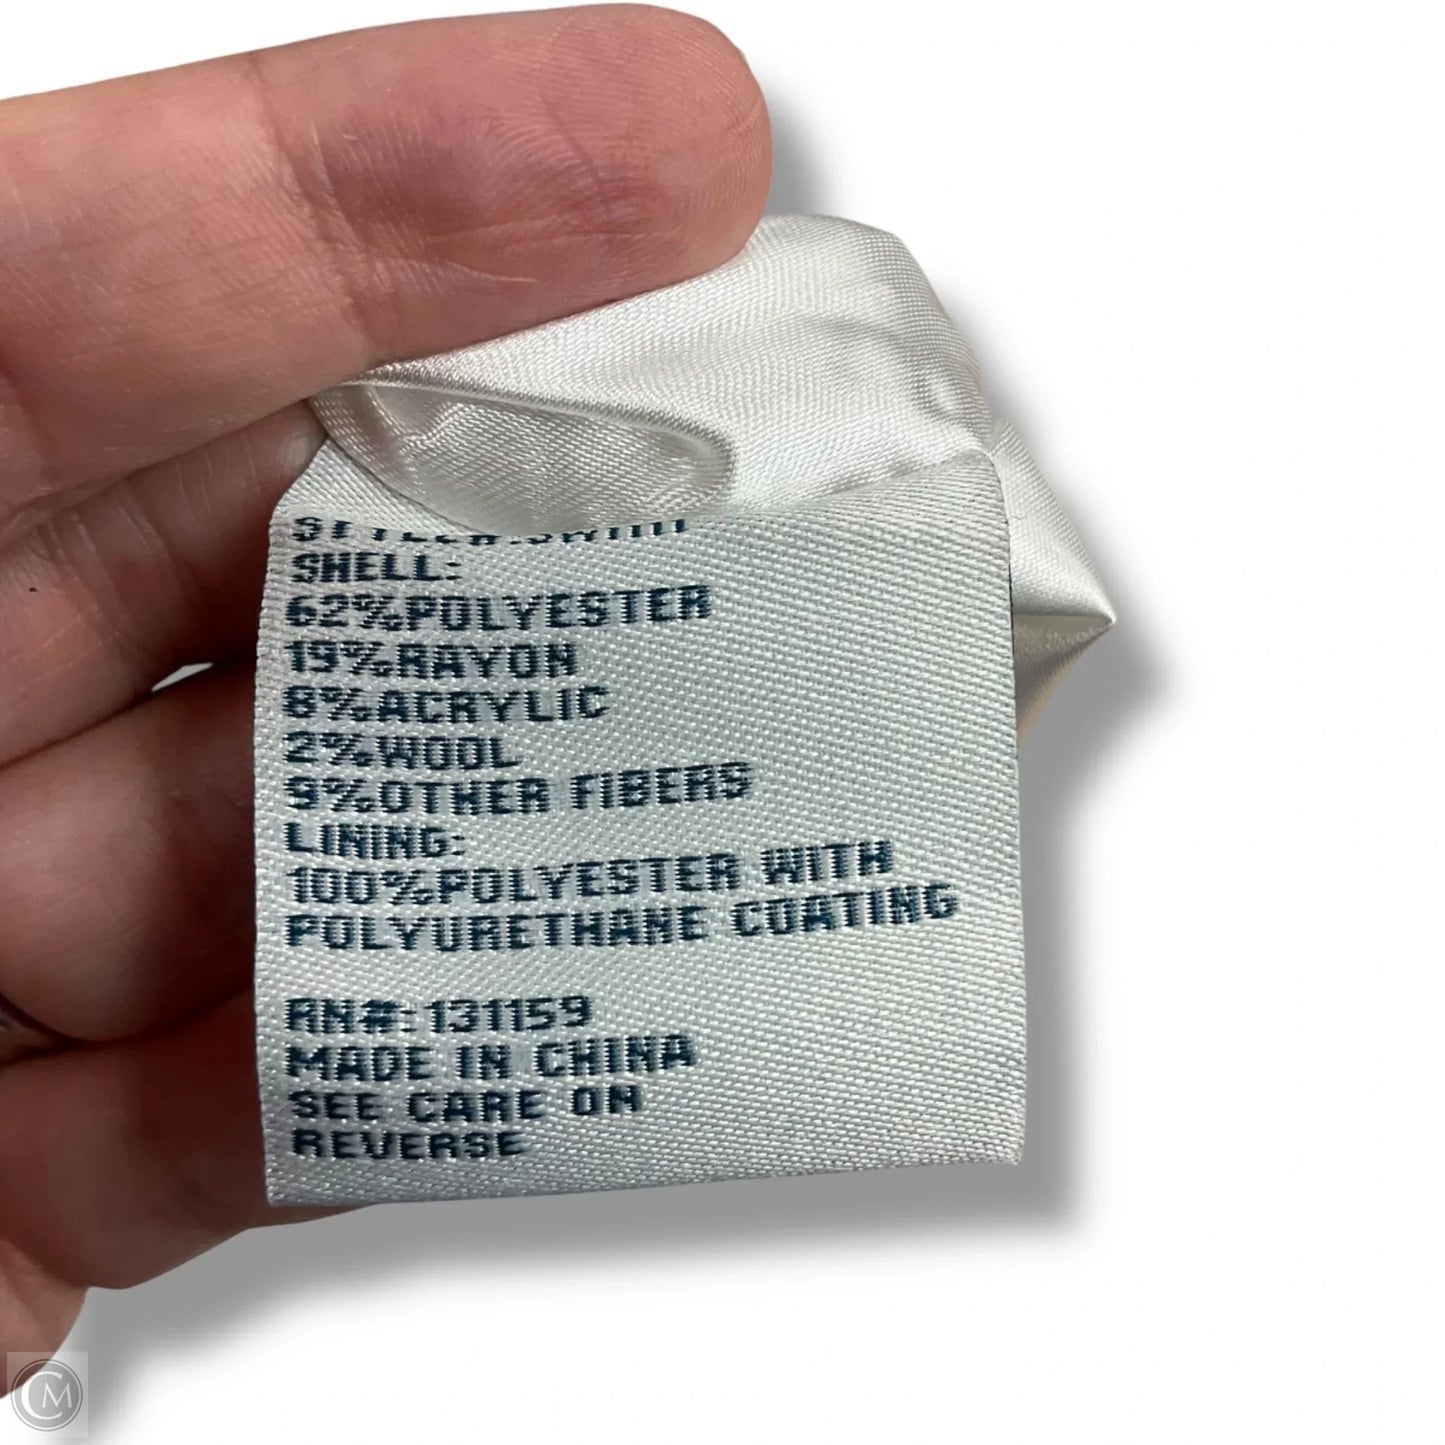 SHELL:
62%POLYESTER
19%RAYON
8%ACRYLIC
2%WOOL
9%OTHER FIBERS
LINING:
100%POLYESTER WITH
POLYURETHANE COATING
RN#:131159
MADE IN CHINA
SEE CARE ON
REVERSE
CM